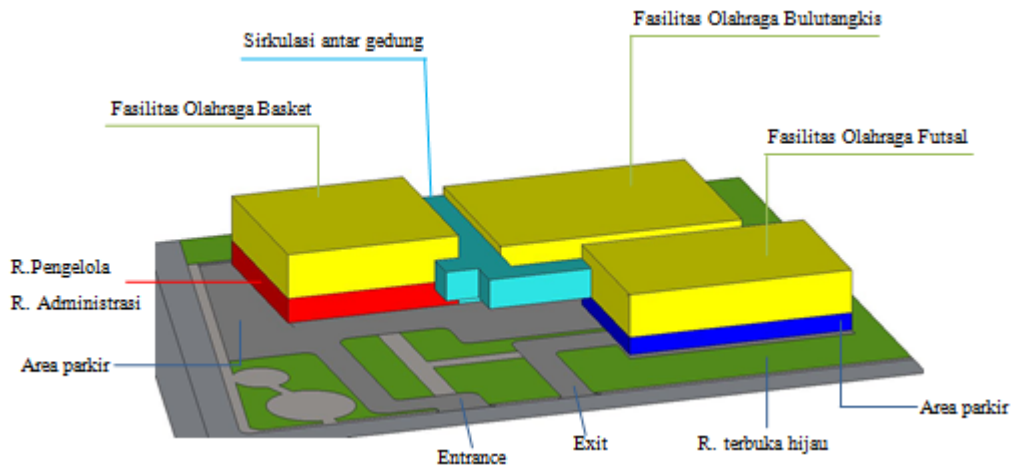 Fasilitas Olahraga Bulutangkis
Sirkulasi antar gedung
Fasilitas Olahraga Basket
Fasilitas Olahraga Futsal
R.Pengelola
R. Administrasi
Area parkir
Area parkir
Entrance
Exit
R. terbuka hijau